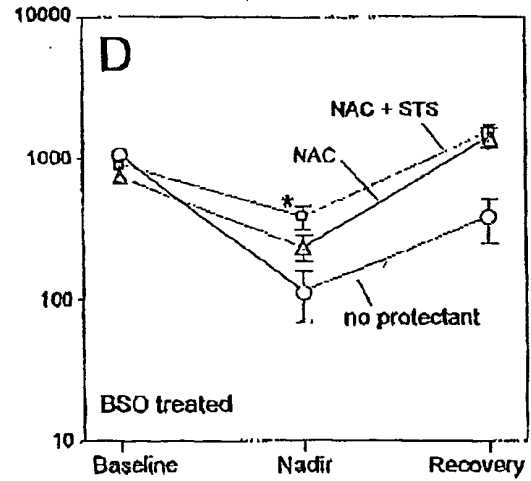 10000
D
NAC + STS
NAC
1000
*
100
no protectant
BSO treated
10
Baseline
Nadir
Recovery